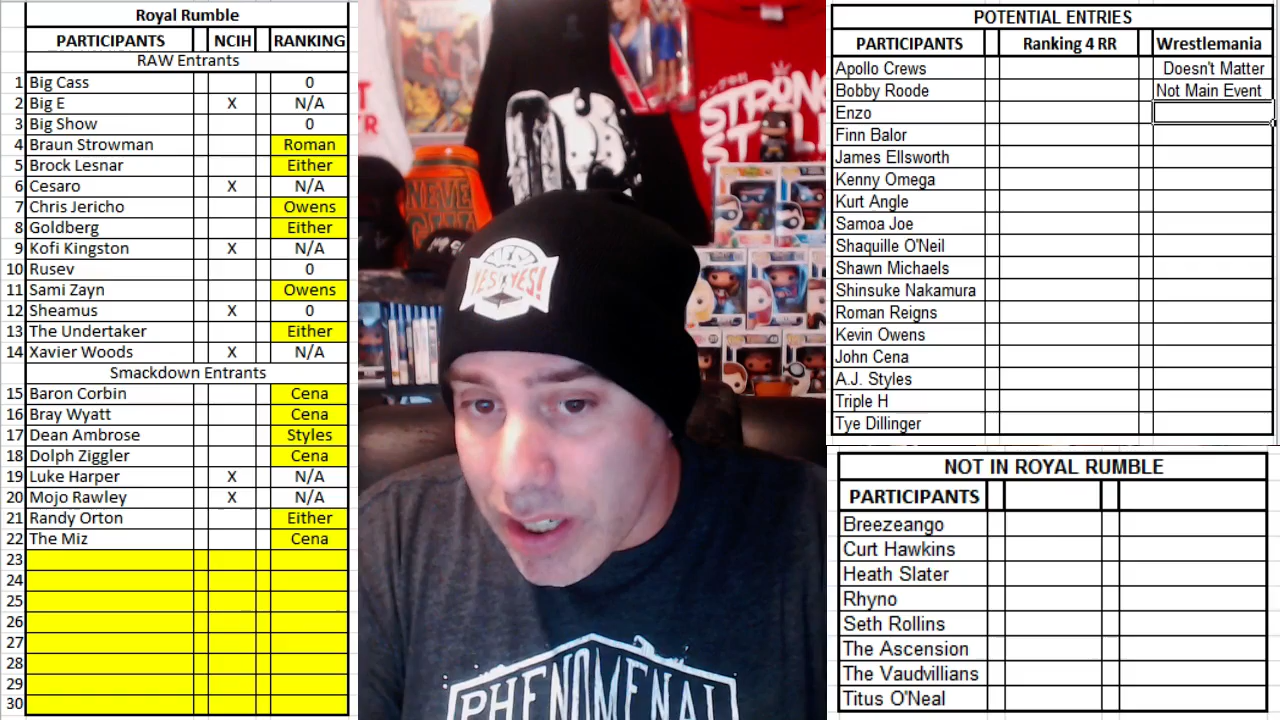 Royal Rumble
PARTICIPANTS NCIH RANKING
RAW Entrants
1 Big Cass 0
2 Big E X N/A
3 Big Show 0
4 Braun Strowman Roman
5 Brock Lesnar Either
6 Cesaro X N/A
7 Chris Jericho Owens
8 Goldberg Either
9 Kofi Kingston X N/A
10 Rusev 0
11 Sami Zayn Owens
12 Sheamus X 0
13 The Undertaker Either
14 Xavier Woods X N/A
Smackdown Entrants
15 Baron Corbin Cena
16 Bray Wyatt Cena
17 Dean Ambrose Styles
18 Dolph Ziggler Cena
19 Luke Harper X N/A
20 Mojo Rawley X N/A
21 Randy Orton Either
22 The Miz Cena
23
24
25
26
27
28
29
30
STRONG
STYLE
NEVER
YES! YES! YES!
PHENOMENAL
POTENTIAL ENTRIES
PARTICIPANTS Ranking 4 RR Wrestlemania
Apollo Crews Doesn't Matter
Bobby Roode Not Main Event
Enzo
Finn Balor
James Ellsworth
Kenny Omega
Kurt Angle
Samoa Joe
Shaquille O'Neil
Shawn Michaels
Shinsuke Nakamura
Roman Reigns
Kevin Owens
John Cena
A.J. Styles
Triple H
Tye Dillinger
NOT IN ROYAL RUMBLE
PARTICIPANTS
Breezeango
Curt Hawkins
Heath Slater
Rhyno
Seth Rollins
The Ascension
The Vaudvillians
Titus O'Neal